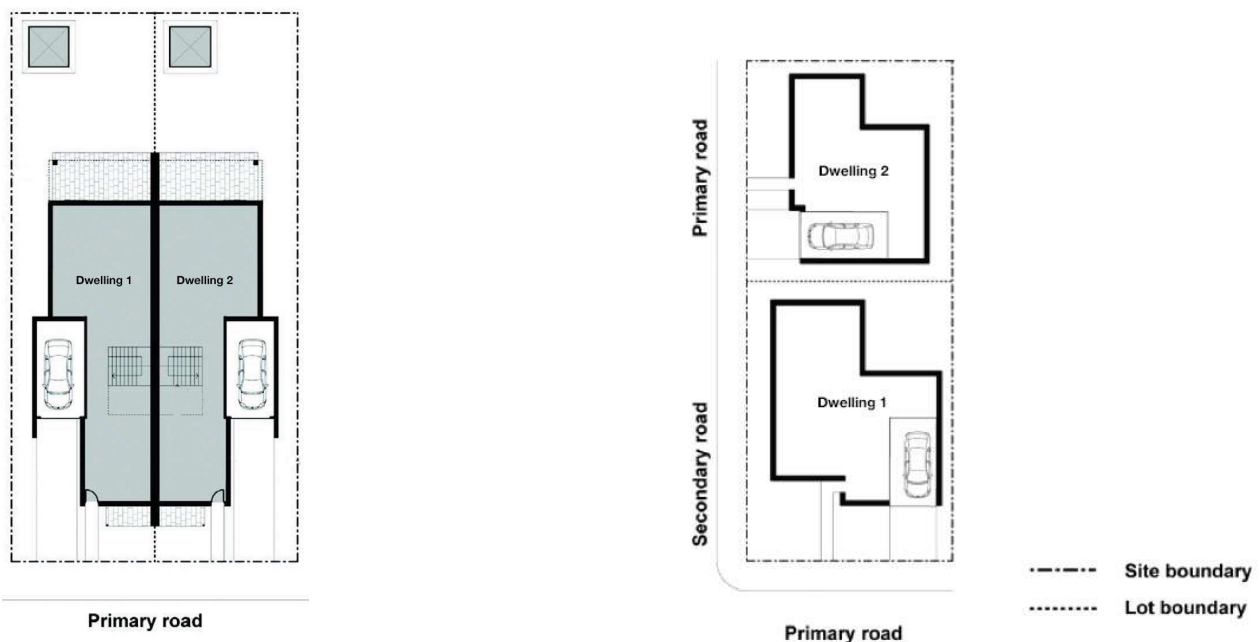 Dwelling 1
Dwelling 2
Primary road
Primary road
Dwelling 2
Secondary road
Dwelling 1
Primary road
Site boundary
Lot boundary